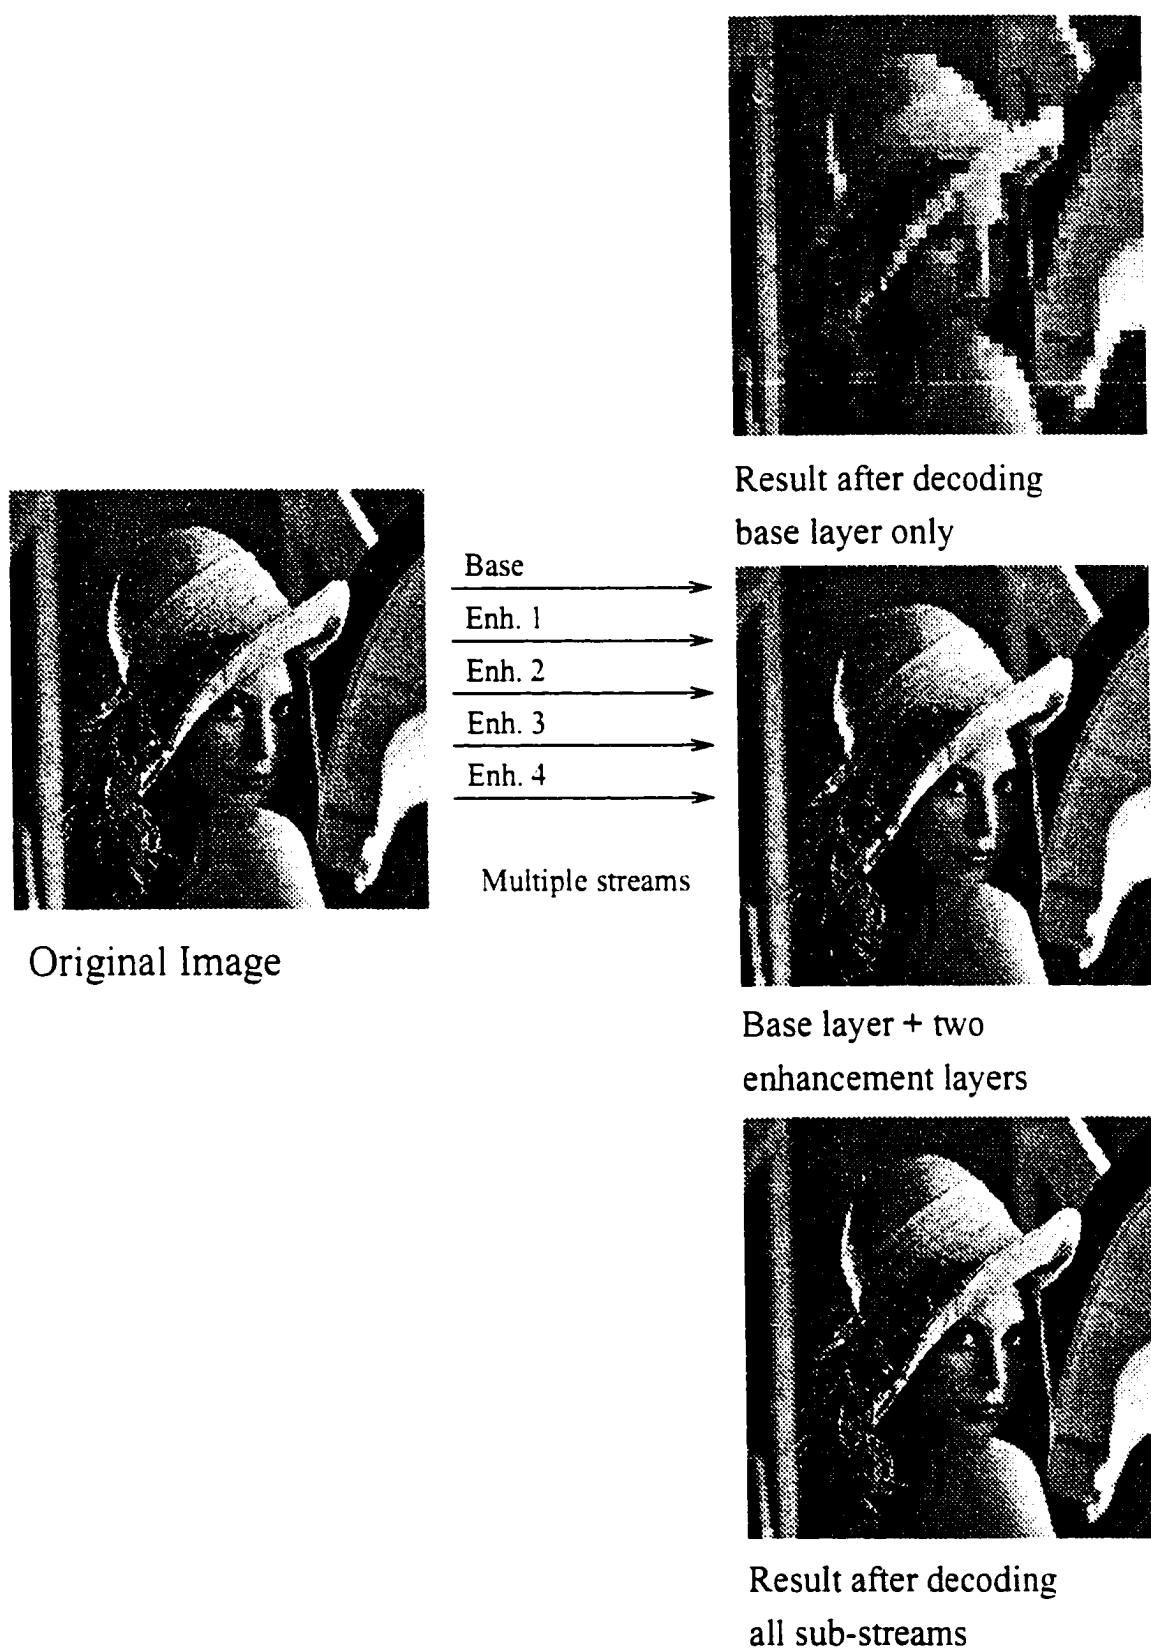 Result after decoding
base layer only
Base
Enh. 1
Enh. 2
Enh. 3
Enh. 4
Multiple streams
Original Image
Base layer + two
enhancement layers
Result after decoding
all sub-streams